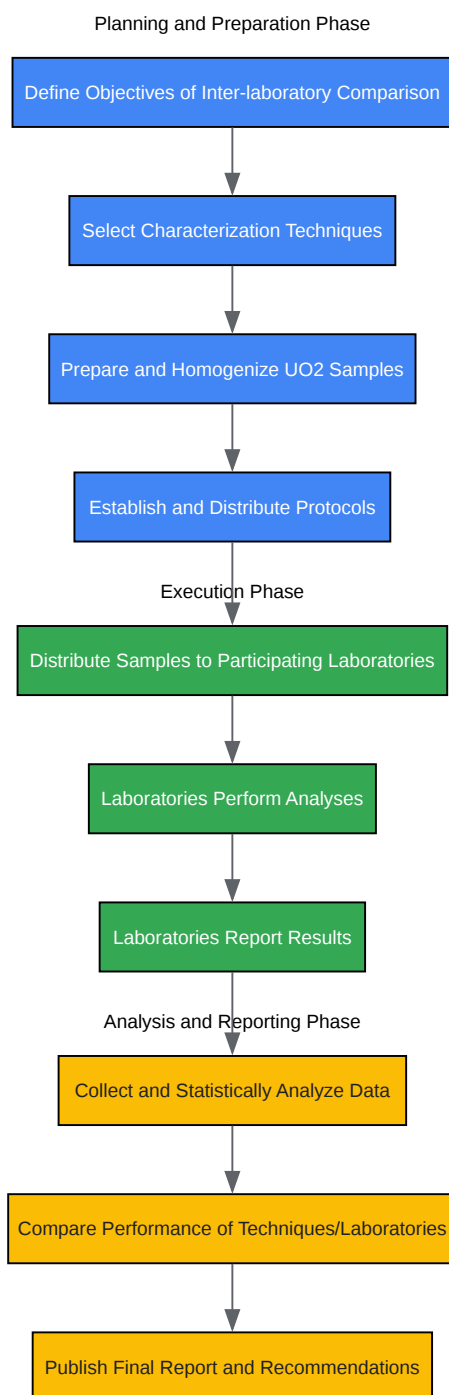 Planning and Preparation Phase
Define Objectives of Inter-laboratory Comparison
Select Characterization Techniques
Prepare and Homogenize UO2 Samples
Establish and Distribute Protocols
Execution Phase
Distribute Samples to Participating Laboratories
Laboratories Perform Analyses
Laboratories Report Results
Analysis and Reporting Phase
Collect and Statistically Analyze Data
Compare Performance of Techniques/Laboratories
Publish Final Report and Recommendations